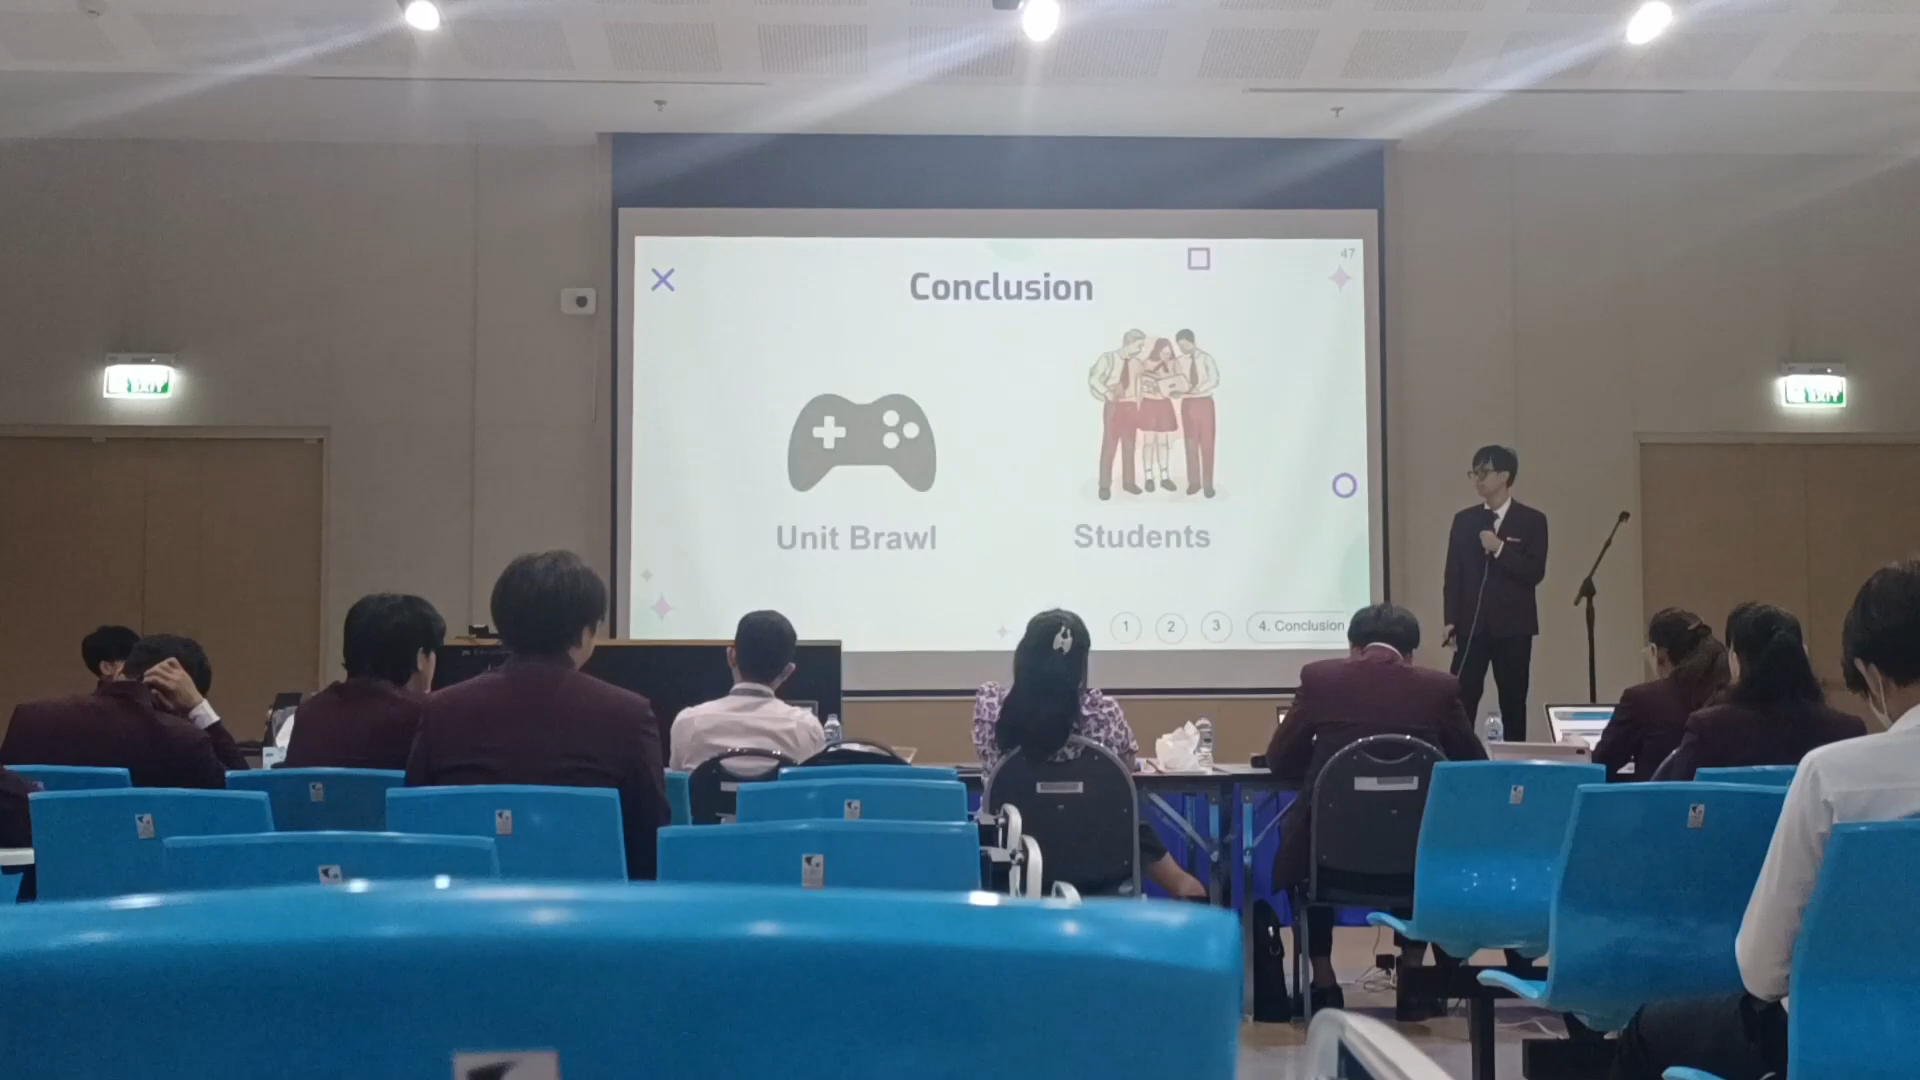 47
Conclusion
EXIT
EXIT
Unit Brawl
Students
1
2
3
4. Conclusion